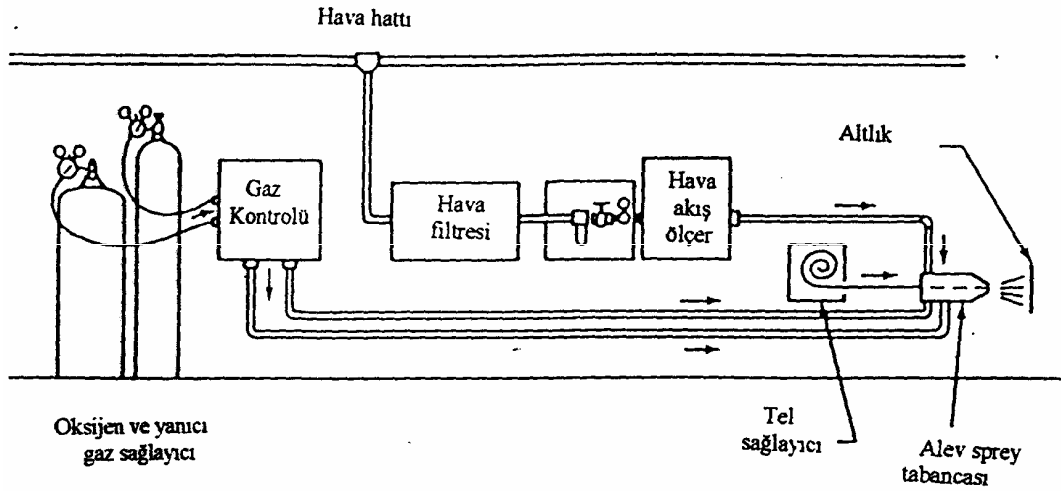 Hava hattı
Altlık
Gaz
Kontrolü
Hava
filtresi
Hava
akış
ölçer
Oksijen ve yanıcı
gaz sağlayıcı
Tel
sağlayıcı
Alev sprey
tabancası